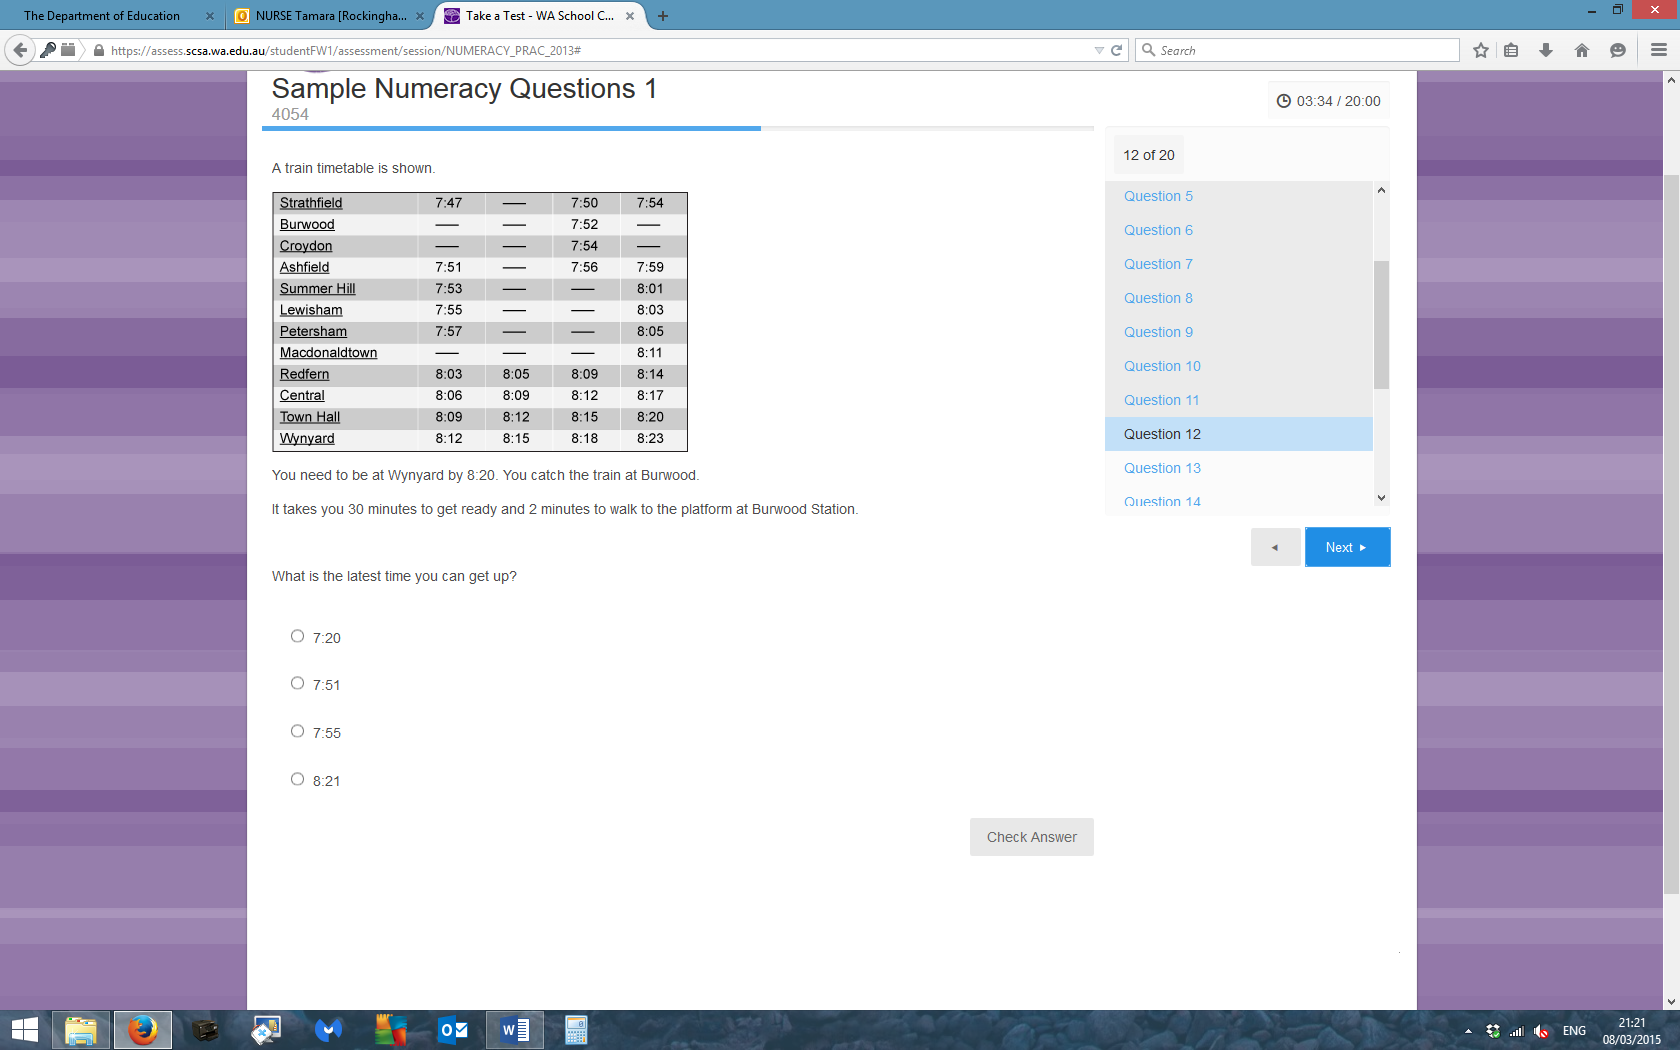 The Department of Education
NURSE Tamara [Rockingha...
Take a Test - WA School C...
https://assess.scsa.wa.edu.au/studentFW1/assessment/session/NUMERACY_PRAC_2013#
Search
Sample Numeracy Questions 1
4054
03:34 / 20:00
12 of 20
A train timetable is shown.
Strathfield 7:47 — 7:50 7:54
Burwood — — 7:52 —
Croydon — — 7:54 —
Ashfield 7:51 — 7:56 7:59
Summer Hill 7:53 — — 8:01
Lewisham 7:55 — — 8:03
Petersham 7:57 — — 8:05
Macdonaldtown — — — 8:11
Redfern 8:03 8:05 8:09 8:14
Central 8:06 8:09 8:12 8:17
Town Hall 8:09 8:12 8:15 8:20
Wynyard 8:12 8:15 8:18 8:23
You need to be at Wynyard by 8:20. You catch the train at Burwood.
It takes you 30 minutes to get ready and 2 minutes to walk to the platform at Burwood Station.
What is the latest time you can get up?
7:20
7:51
7:55
8:21
Check Answer
Question 5
Question 6
Question 7
Question 8
Question 9
Question 10
Question 11
Question 12
Question 13
Question 14
Next
ENG
21:21
08/03/2015